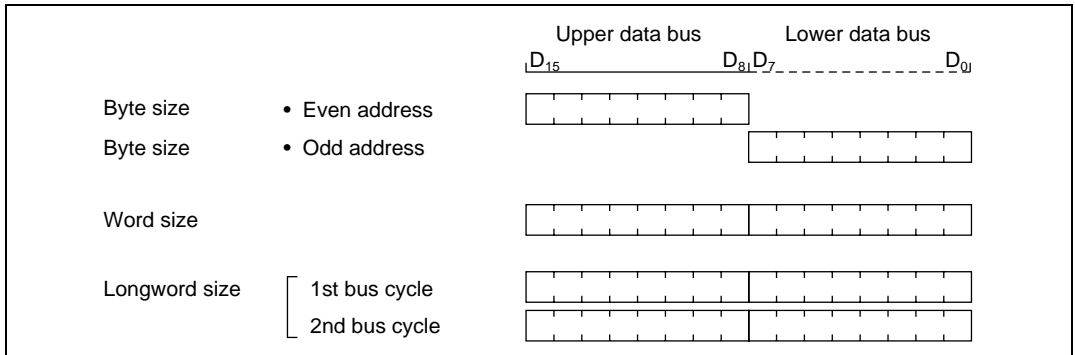 Upper data bus Lower data bus
D15 D8 D7 D0
Byte size • Even address
Byte size • Odd address
Word size
Longword size 1st bus cycle
2nd bus cycle